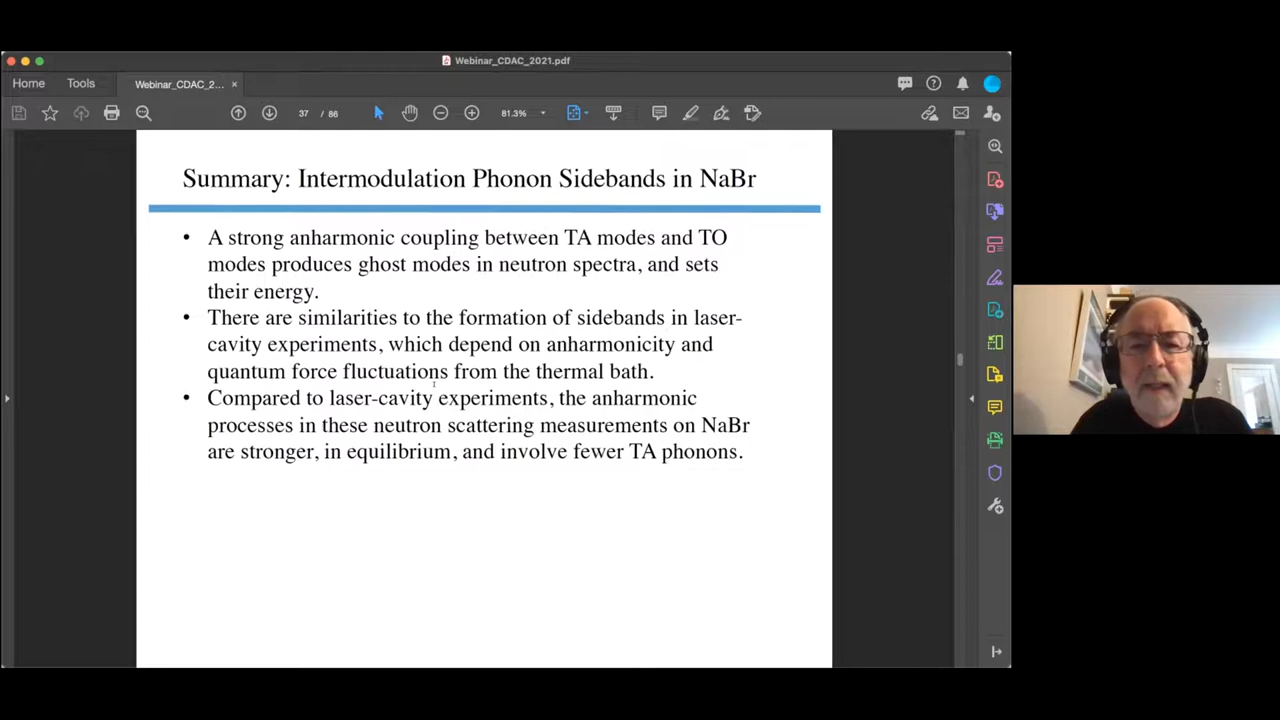 Webinar_CDAC_2021.pdf
Home
Tools
Webinar_CDAC_2... ×
37 / 86
81.3%
Summary: Intermodulation Phonon Sidebands in NaBr
• A strong anharmonic coupling between TA modes and TO
modes produces ghost modes in neutron spectra, and sets
their energy.
• There are similarities to the formation of sidebands in laser-
cavity experiments, which depend on anharmonicity and
quantum force fluctuations from the thermal bath.
• Compared to laser-cavity experiments, the anharmonic
processes in these neutron scattering measurements on NaBr
are stronger, in equilibrium, and involve fewer TA phonons.